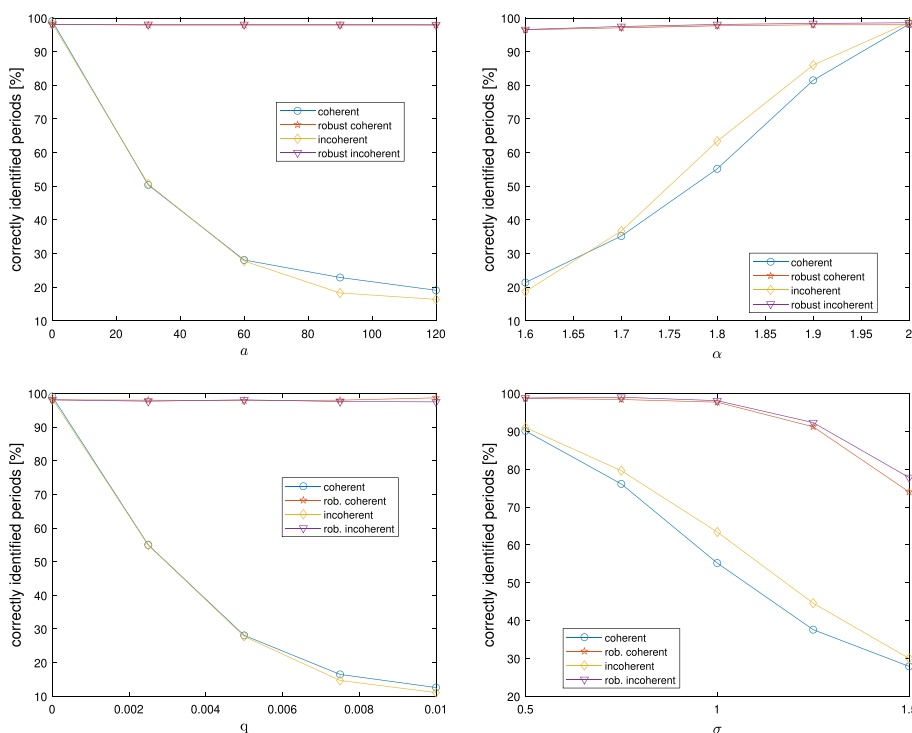 correctly identified periods [%]
100
90
80
70
60
50
40
30
20
10
coherent
robust coherent
incoherent
robust incoherent
0 20 40 60 80 100 120
a
correctly identified periods [%]
100
90
80
70
60
50
40
30
20
10
coherent
robust coherent
incoherent
robust incoherent
1.6 1.65 1.7 1.75 1.8 1.85 1.9 1.95 2
α
correctly identified periods [%]
100
90
80
70
60
50
40
30
20
10
coherent
rob. coherent
incoherent
rob. incoherent
0 0.002 0.004 0.006 0.008 0.01
q
correctly identified periods [%]
100
90
80
70
60
50
40
30
20
coherent
rob. coherent
incoherent
rob. incoherent
0.5 1 1.5
σ